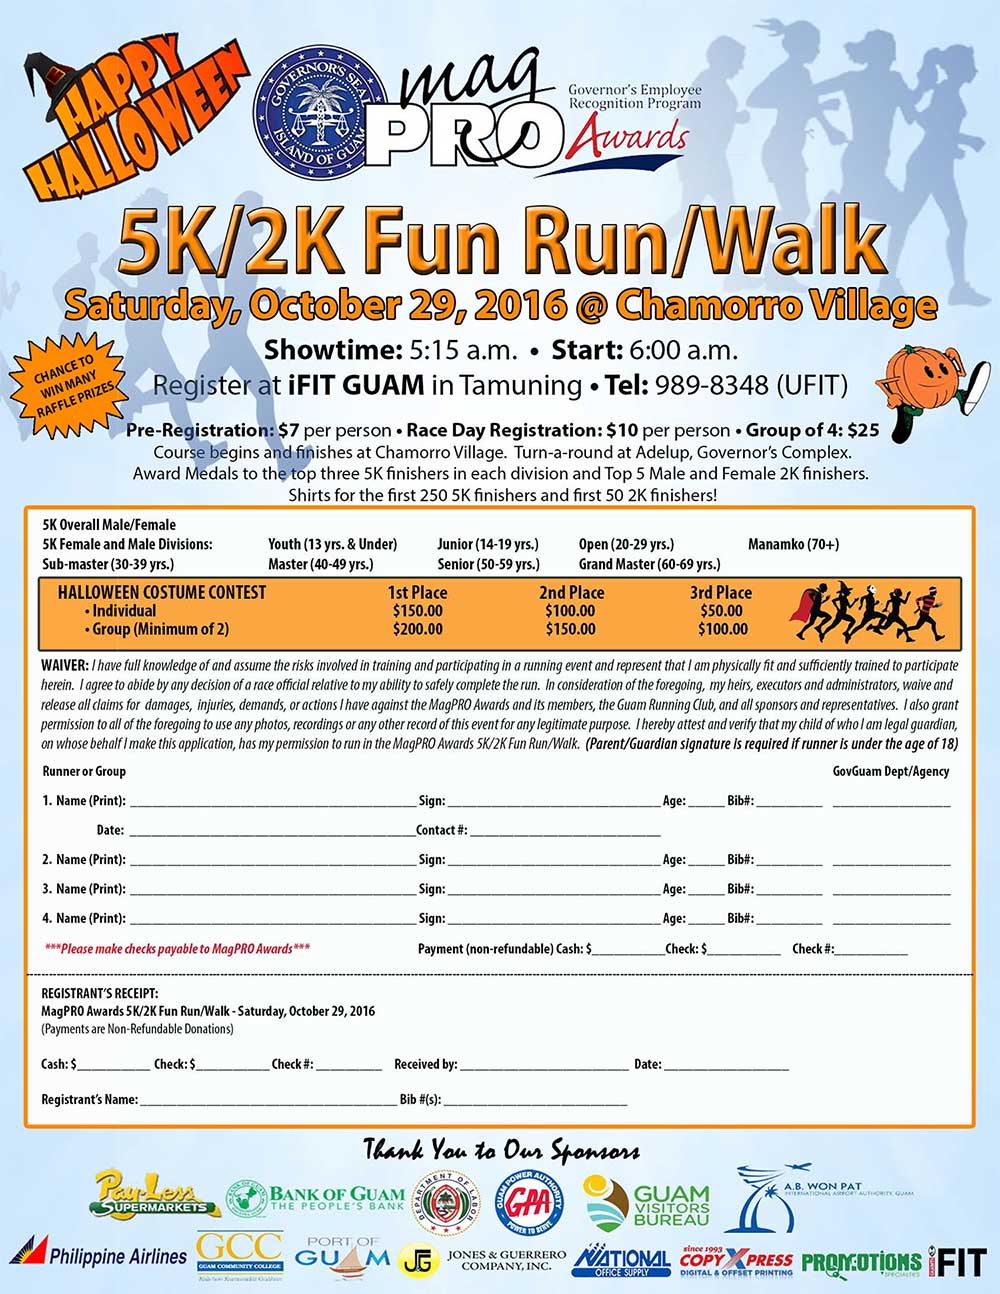 HAPPY
HALLOWEEN
GOVERNOR'S SEAL
ISLAND OF GUAM
mag
PRO
Governor's Employee
Recognition Program
Awards
5K/2K Fun Run/Walk
Saturday, October 29, 2016 @ Chamorro Village
CHANCE TO
WIN MANY
RAFFLE PRIZES
Showtime: 5:15 a.m. • Start: 6:00 a.m.
Register at iFIT GUAM in Tamuning • Tel: 989-8348 (UFIT)
Pre-Registration: $7 per person • Race Day Registration: $10 per person • Group of 4: $25
Course begins and finishes at Chamorro Village. Turn-a-round at Adelup, Governor's Complex.
Award Medals to the top three 5K finishers in each division and Top 5 Male and Female 2K finishers.
Shirts for the first 250 5K finishers and first 50 2K finishers!
5K Overall Male/Female
5K Female and Male Divisions: Youth (13 yrs. & Under) Junior (14-19 yrs.) Open (20-29 yrs.) Manamko (70+)
Sub-master (30-39 yrs.) Master (40-49 yrs.) Senior (50-59 yrs.) Grand Master (60-69 yrs.)
HALLOWEEN COSTUME CONTEST 1st Place 2nd Place 3rd Place
• Individual $150.00 $100.00 $50.00
• Group (Minimum of 2) $200.00 $150.00 $100.00
WAIVER: I have full knowledge of and assume the risks involved in training and participating in a running event and represent that I am physically fit and sufficiently trained to participate
herein. I agree to abide by any decision of a race official relative to my ability to safely complete the run. In consideration of the foregoing, my heirs, executors and administrators, waive and
release all claims for damages, injuries, demands, or actions I have against the MagPRO Awards and its members, the Guam Running Club, and all sponsors and representatives. I also grant
permission to all of the foregoing to use any photos, recordings or any other record of this event for any legitimate purpose. I hereby attest and verify that my child of who I am legal guardian,
on whose behalf I make this application, has my permission to run in the MagPRO Awards 5K/2K Fun Run/Walk. (Parent/Guardian signature is required if runner is under the age of 18)
Runner or Group GovGuam Dept/Agency
1. Name (Print): Sign: Age: Bib#:
Date: Contact #:
2. Name (Print): Sign: Age: Bib#:
3. Name (Print): Sign: Age: Bib#:
4. Name (Print): Sign: Age: Bib#:
***Please make checks payable to MagPRO Awards*** Payment (non-refundable) Cash: $ Check: $ Check #:
REGISTRANT'S RECEIPT:
MagPRO Awards 5K/2K Fun Run/Walk - Saturday, October 29, 2016
(Payments are Non-Refundable Donations)
Cash: $ Check: $ Check #: Received by: Date:
Registrant's Name: Bib #(s):
Thank You to Our Sponsors
Pay-Less
SUPERMARKETS
BANK OF GUAM
THE PEOPLE'S BANK
DEPARTMENT OF LABOR
GUAM POWER AUTHORITY
GPA
POWER TO SERVE
GUAM
VISITORS
BUREAU
A.B. WON PAT
INTERNATIONAL AIRPORT AUTHORITY, GUAM
Philippine Airlines
GCC
GUAM COMMUNITY COLLEGE
PORT OF
GUAM
JG
JONES & GUERRERO
COMPANY, INC.
NATIONAL
OFFICE SUPPLY
since 1993
COPY XPRESS
DIGITAL & OFFSET PRINTING
PROMOTIONS
SPECIALTIES
iFIT
GUAM